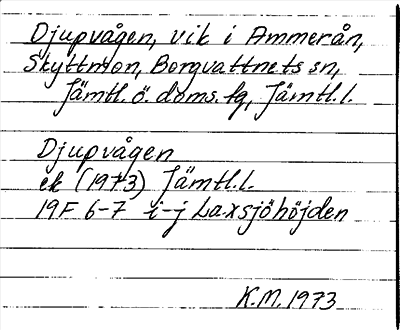 Djupvågen, vik i Ammerån,
Skyttmon, Borgvattnets sn,
Jämtl. ö. doms. tg, Jämtl. l.
Djupvågen
ek (1973) Jämtl. l.
19F 6-7 i-j Laxsjöhöjden
K.M. 1973